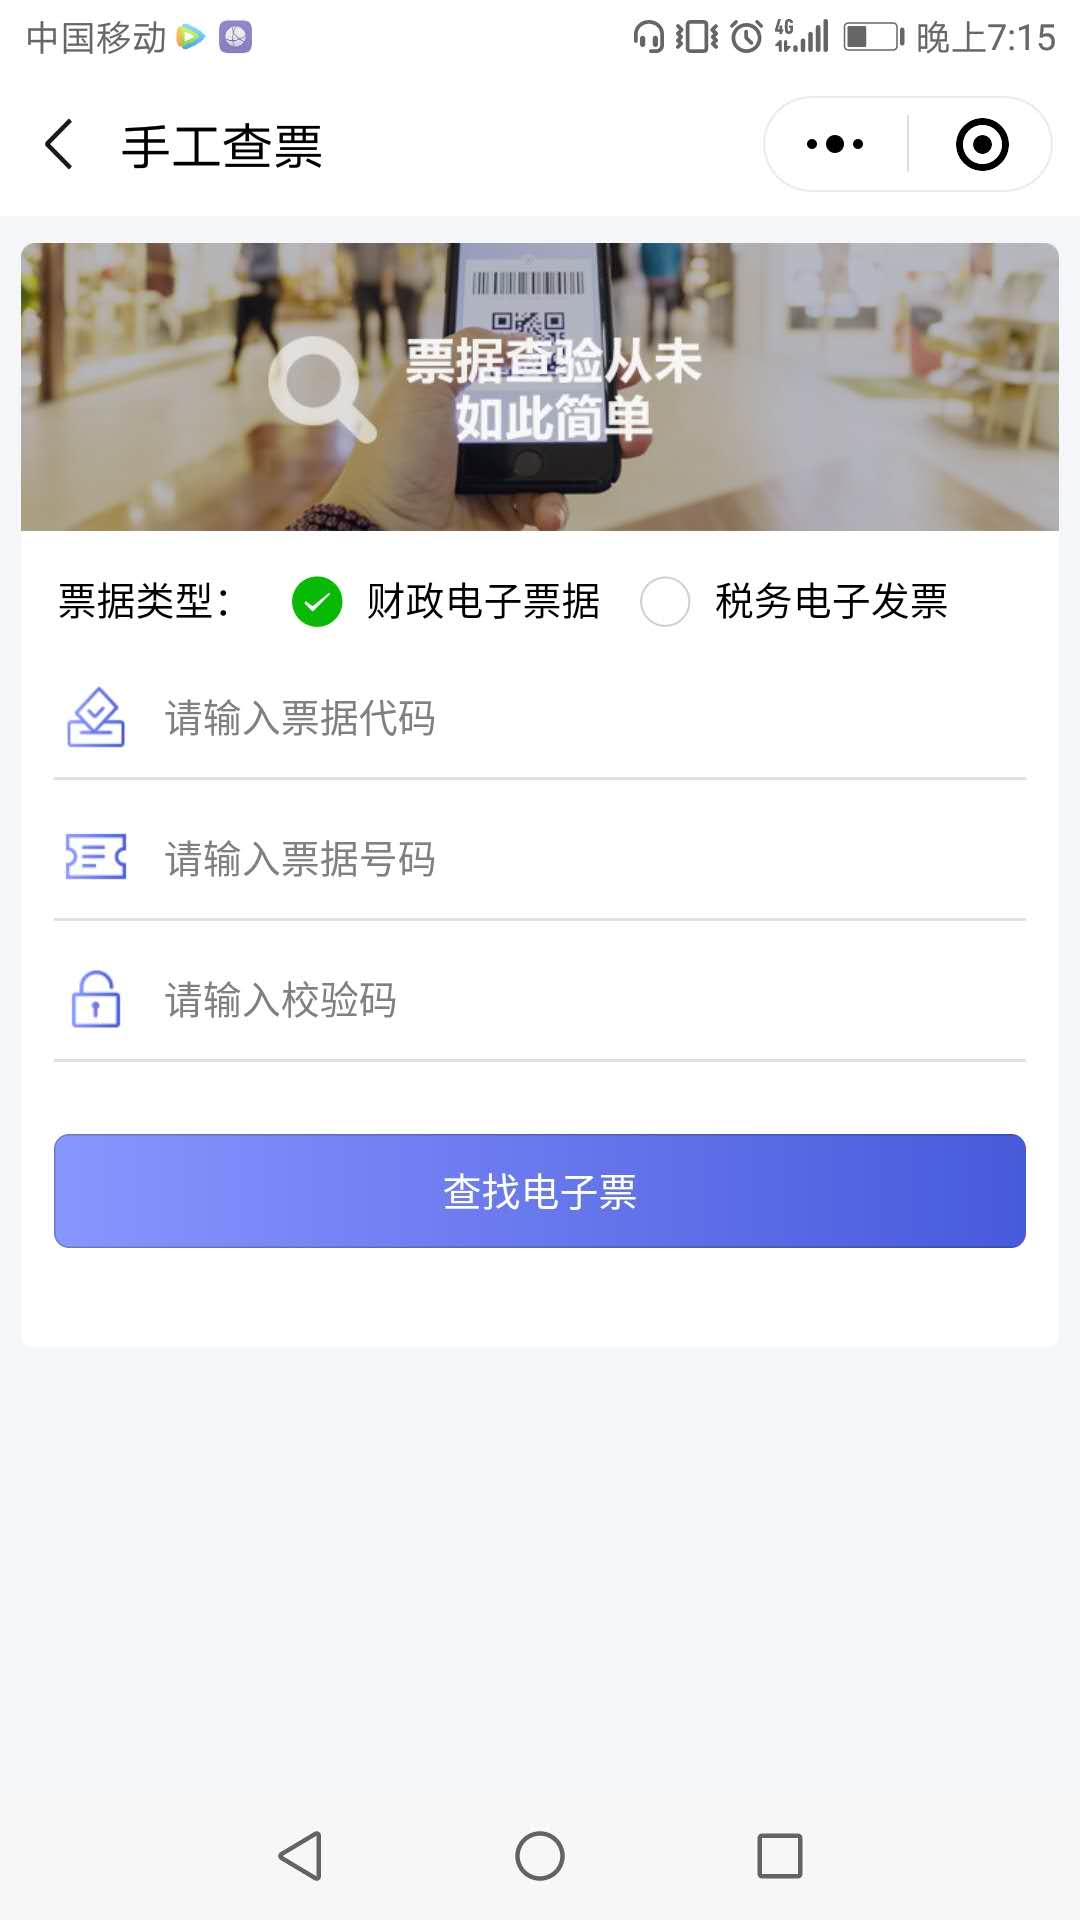 中国移动
4G
晚上7:15
手工查票
票据查验从未
如此简单
票据类型：
财政电子票据
税务电子发票
请输入票据代码
请输入票据号码
请输入校验码
查找电子票